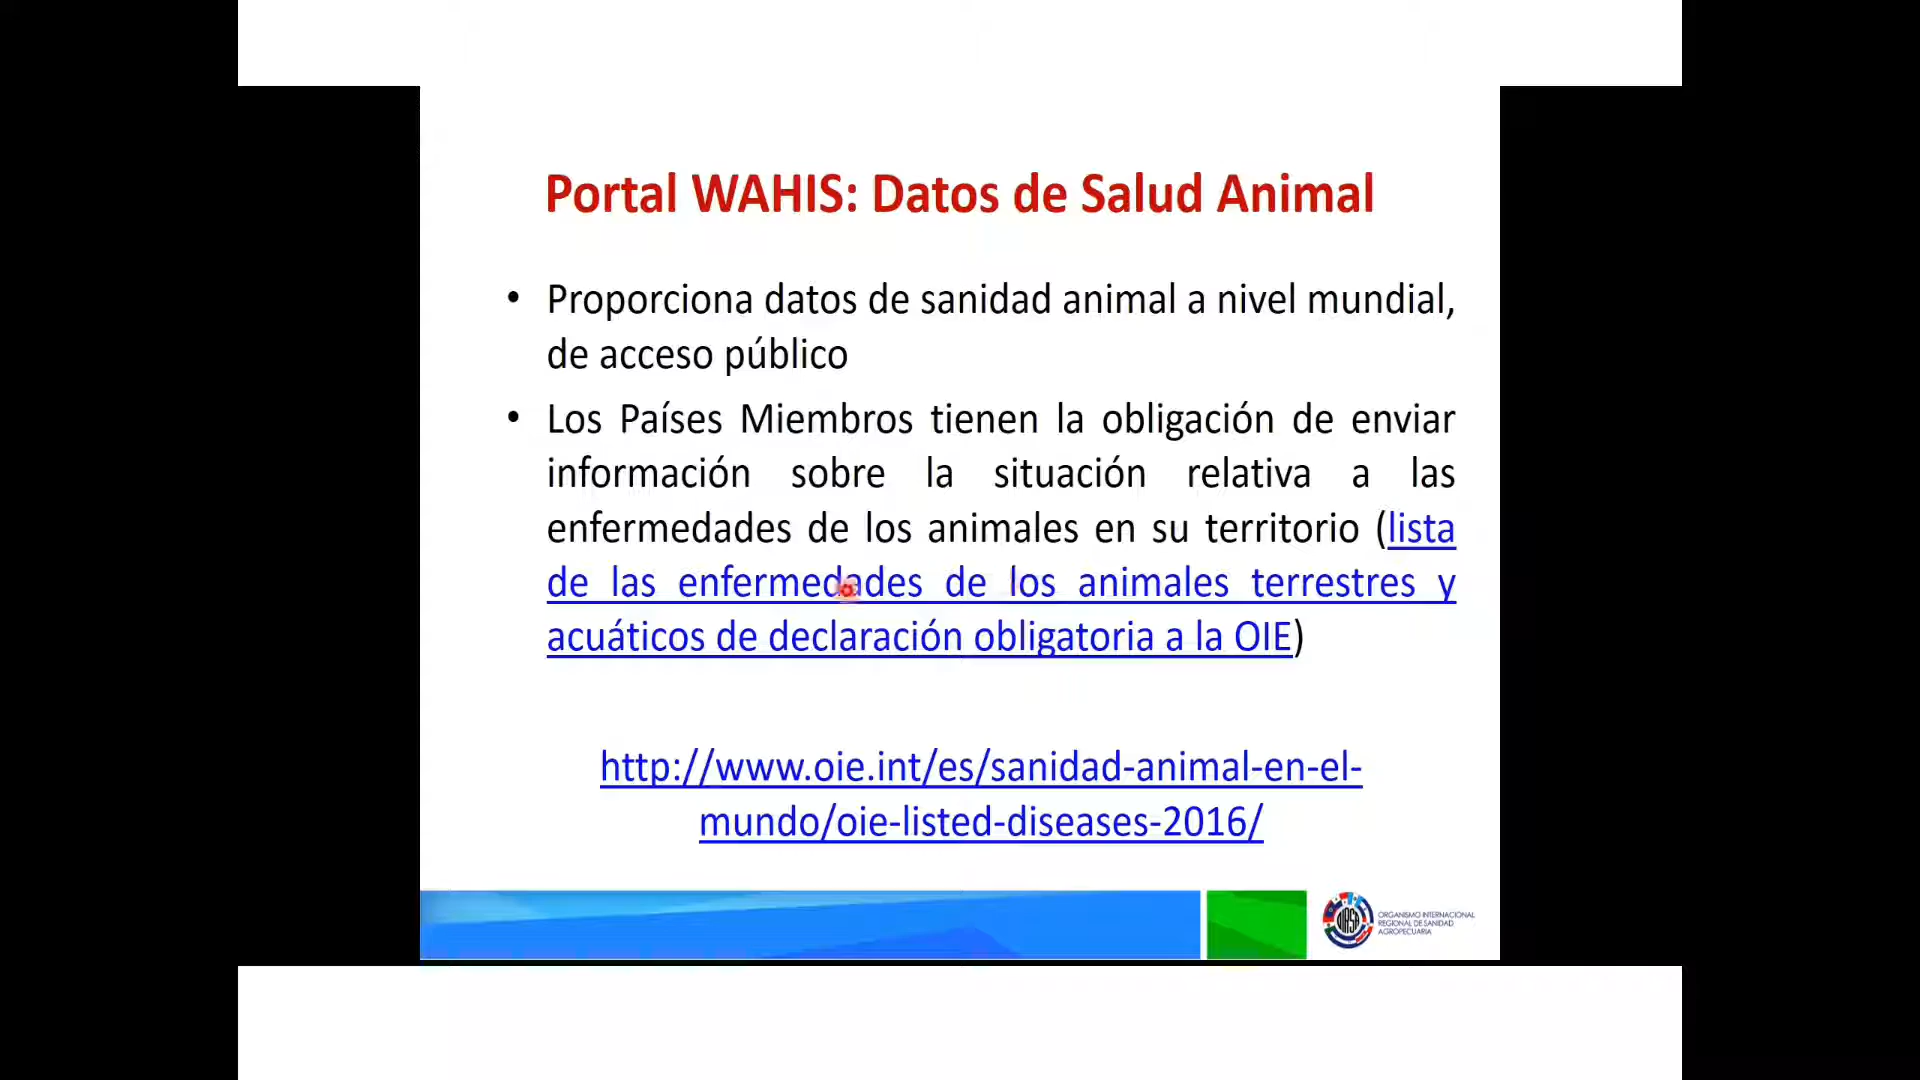 Portal WAHIS: Datos de Salud Animal
• Proporciona datos de sanidad animal a nivel mundial,
de acceso público
• Los Países Miembros tienen la obligación de enviar
información sobre la situación relativa a las
enfermedades de los animales en su territorio (lista
de las enfermedades de los animales terrestres y
acuáticos de declaración obligatoria a la OIE)
http://www.oie.int/es/sanidad-animal-en-el-
mundo/oie-listed-diseases-2016/
OIRSA
ORGANISMO INTERNACIONAL
REGIONAL DE SANIDAD
AGROPECUARIA